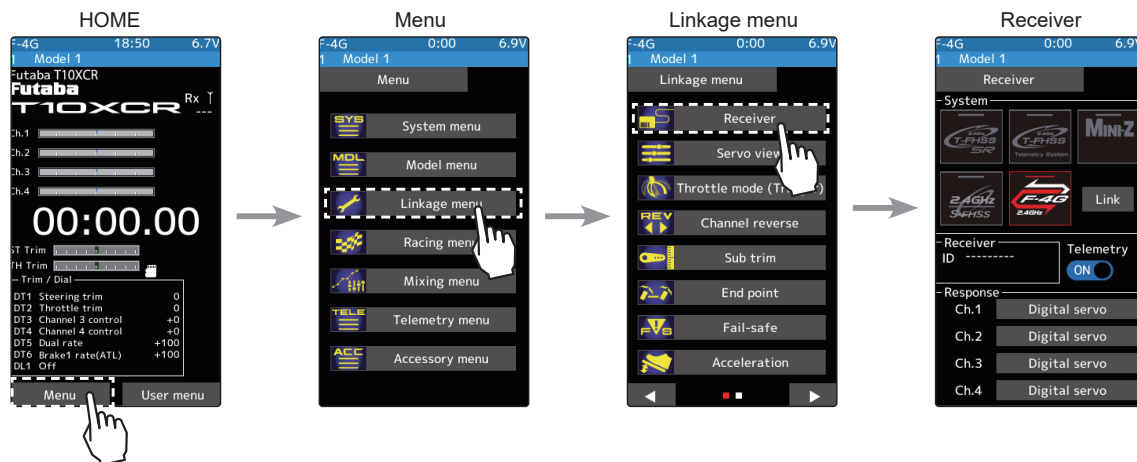 HOME
-4G 18:50 6.7V
1 Model 1
Futaba T10XCR
Futaba
T10XCR Rx
---
Ch.1
Ch.2
Ch.3
Ch.4
00:00.00
ST Trim
TH Trim
Trim / Dial
DT1 Steering trim 0
DT2 Throttle trim 0
DT3 Channel 3 control +0
DT4 Channel 4 control +0
DT5 Dual rate +100
DT6 Brake1 rate(ATL) +100
DL1 Off
Menu User menu
Menu
F-4G 0:00 6.9V
1 Model 1
Menu
SYS System menu
MDL Model menu
Linkage menu
Racing menu
Mixing menu
TELE Telemetry menu
ACC Accessory menu
Linkage menu
-4G 0:00 6.9V
1 Model 1
Linkage menu
Receiver
Servo view
Throttle mode (T
REV Channel reverse
Sub trim
End point
F/S Fail-safe
Acceleration
Receiver
F-4G 0:00 6.9
1 Model 1
Receiver
System
2.4GHz T-FHSS SR
2.4GHz T-FHSS Telemetry System
MINI-Z
2.4GHz S-FHSS
F-4G 2.4GHz
Link
Receiver
ID ---------
Telemetry
ON
Response
Ch.1 Digital servo
Ch.2 Digital servo
Ch.3 Digital servo
Ch.4 Digital servo